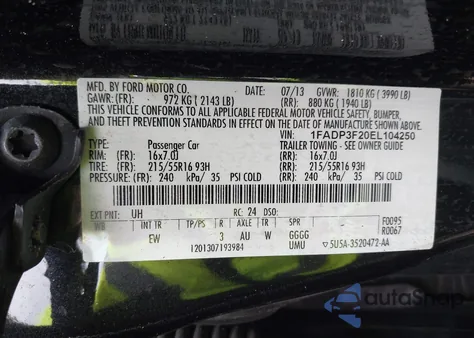 MFD. BY FORD MOTOR CO. 07/13 GVWR: 1810 KG ( 3990 LB)
GAWR: (FR): 972 KG ( 2143 LB) (RR): 880 KG ( 1940 LB)
THIS VEHICLE CONFORMS TO ALL APPLICABLE FEDERAL MOTOR VEHICLE SAFETY, BUMPER,
AND THEFT PREVENTION STANDARDS IN EFFECT ON THE DATE OF MANUFACTURE SHOWN ABOVE.
VIN: 1FADP3F20EL104250
TYPE: Passenger Car TRAILER TOWING - SEE OWNER GUIDE
RIM: (FR) 16x7.0J (RR): 16x7.0J
TIRE: (FR) 215/55R16 93H (RR): 215/55R16 93H
PRESSURE: (FR) 240 kPa/ 35 PSI COLD (RR): 240 kPa/ 35 PSI COLD
EXT PNT: UH RC: 24 DSO:
WB INT TR TP/PS R AXLE TR SPRG F0095
EW 3 AU W GGGG R0067
1201307193984 UMU 5U5A-3520472-AA
autoShop